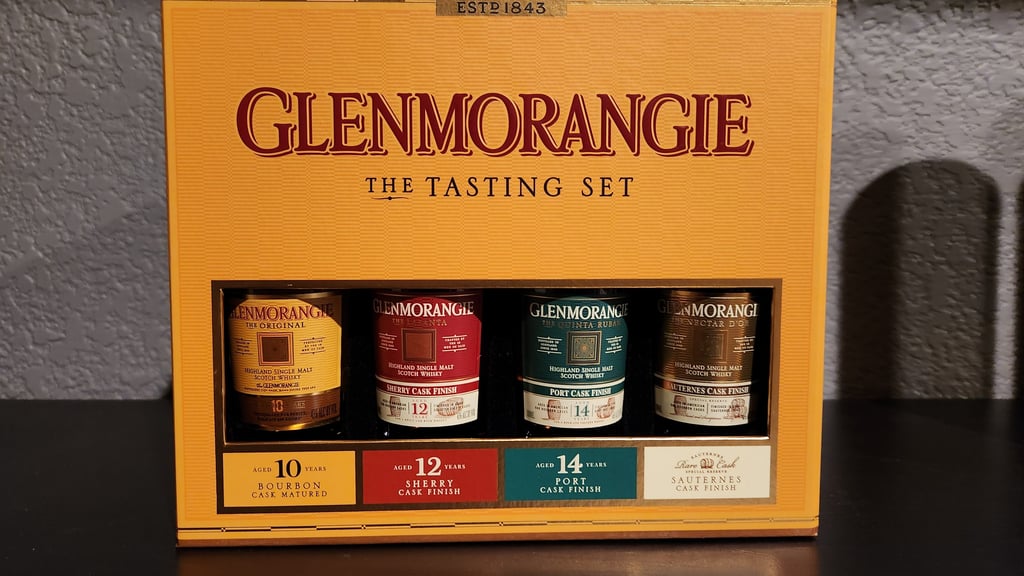 ESTD 1843
GLENMORANGIE
THE TASTING SET
GLENMORANGIE
THE ORIGINAL
HIGHLAND SINGLE MALT
SCOTCH WHISKY
GLENMORANGIE
10
GLENMORANGIE
HIGHLAND SINGLE MALT
SCOTCH WHISKY
SHERRY CASK FINISH
12
GLENMORANGIE
THE QUINTA RUBAN
HIGHLAND SINGLE MALT
SCOTCH WHISKY
PORT CASK FINISH
14
GLENMORANGI
NECTAR D'OR
HIGHLAND SINGLE MALT
SCOTCH WHISKY
AUTERNES CASK FINISH
AGED 10 YEARS
BOURBON
CASK MATURED
AGED 12 YEARS
SHERRY
CASK FINISH
AGED 14 YEARS
PORT
CASK FINISH
SAUTERNES
Rare Cask
SPECIAL RESERVE
SAUTERNES
CASK FINISH